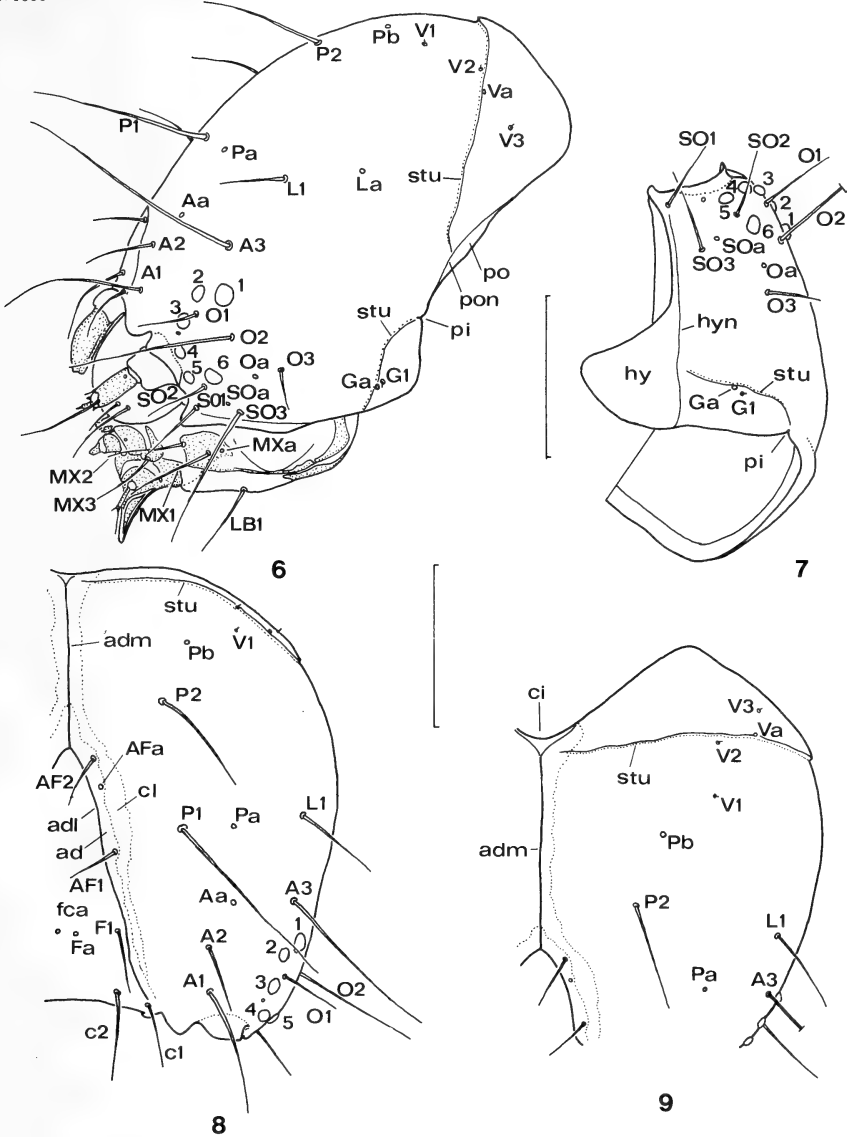 Pb
V1
P2
V2
Va
V3
P1
Pa
L1
La
stu
Aa
A2
A3
A1
2
1
po
pon
3
O1
stu
pi
O2
4
5
6
Oa
O3
Ga
G1
SO2
SO1
SOa
SO3
MXa
MX2
MX3
MX1
LB1
6
SO1
SO2
O1
4
3
5
2
6
1
O2
SOa
SO3
Oa
O3
hyn
hy
stu
Ga
G1
pi
7
stu
adm
V1
Pb
P2
AFa
AF2
cl
adl
ad
P1
Pa
L1
AF1
A3
Aa
fca
Fa
F1
A2
1
2
A1
3
O2
4
5
O1
c2
c1
8
ci
V3
Va
stu
V2
V1
adm
Pb
P2
L1
Pa
A3
9